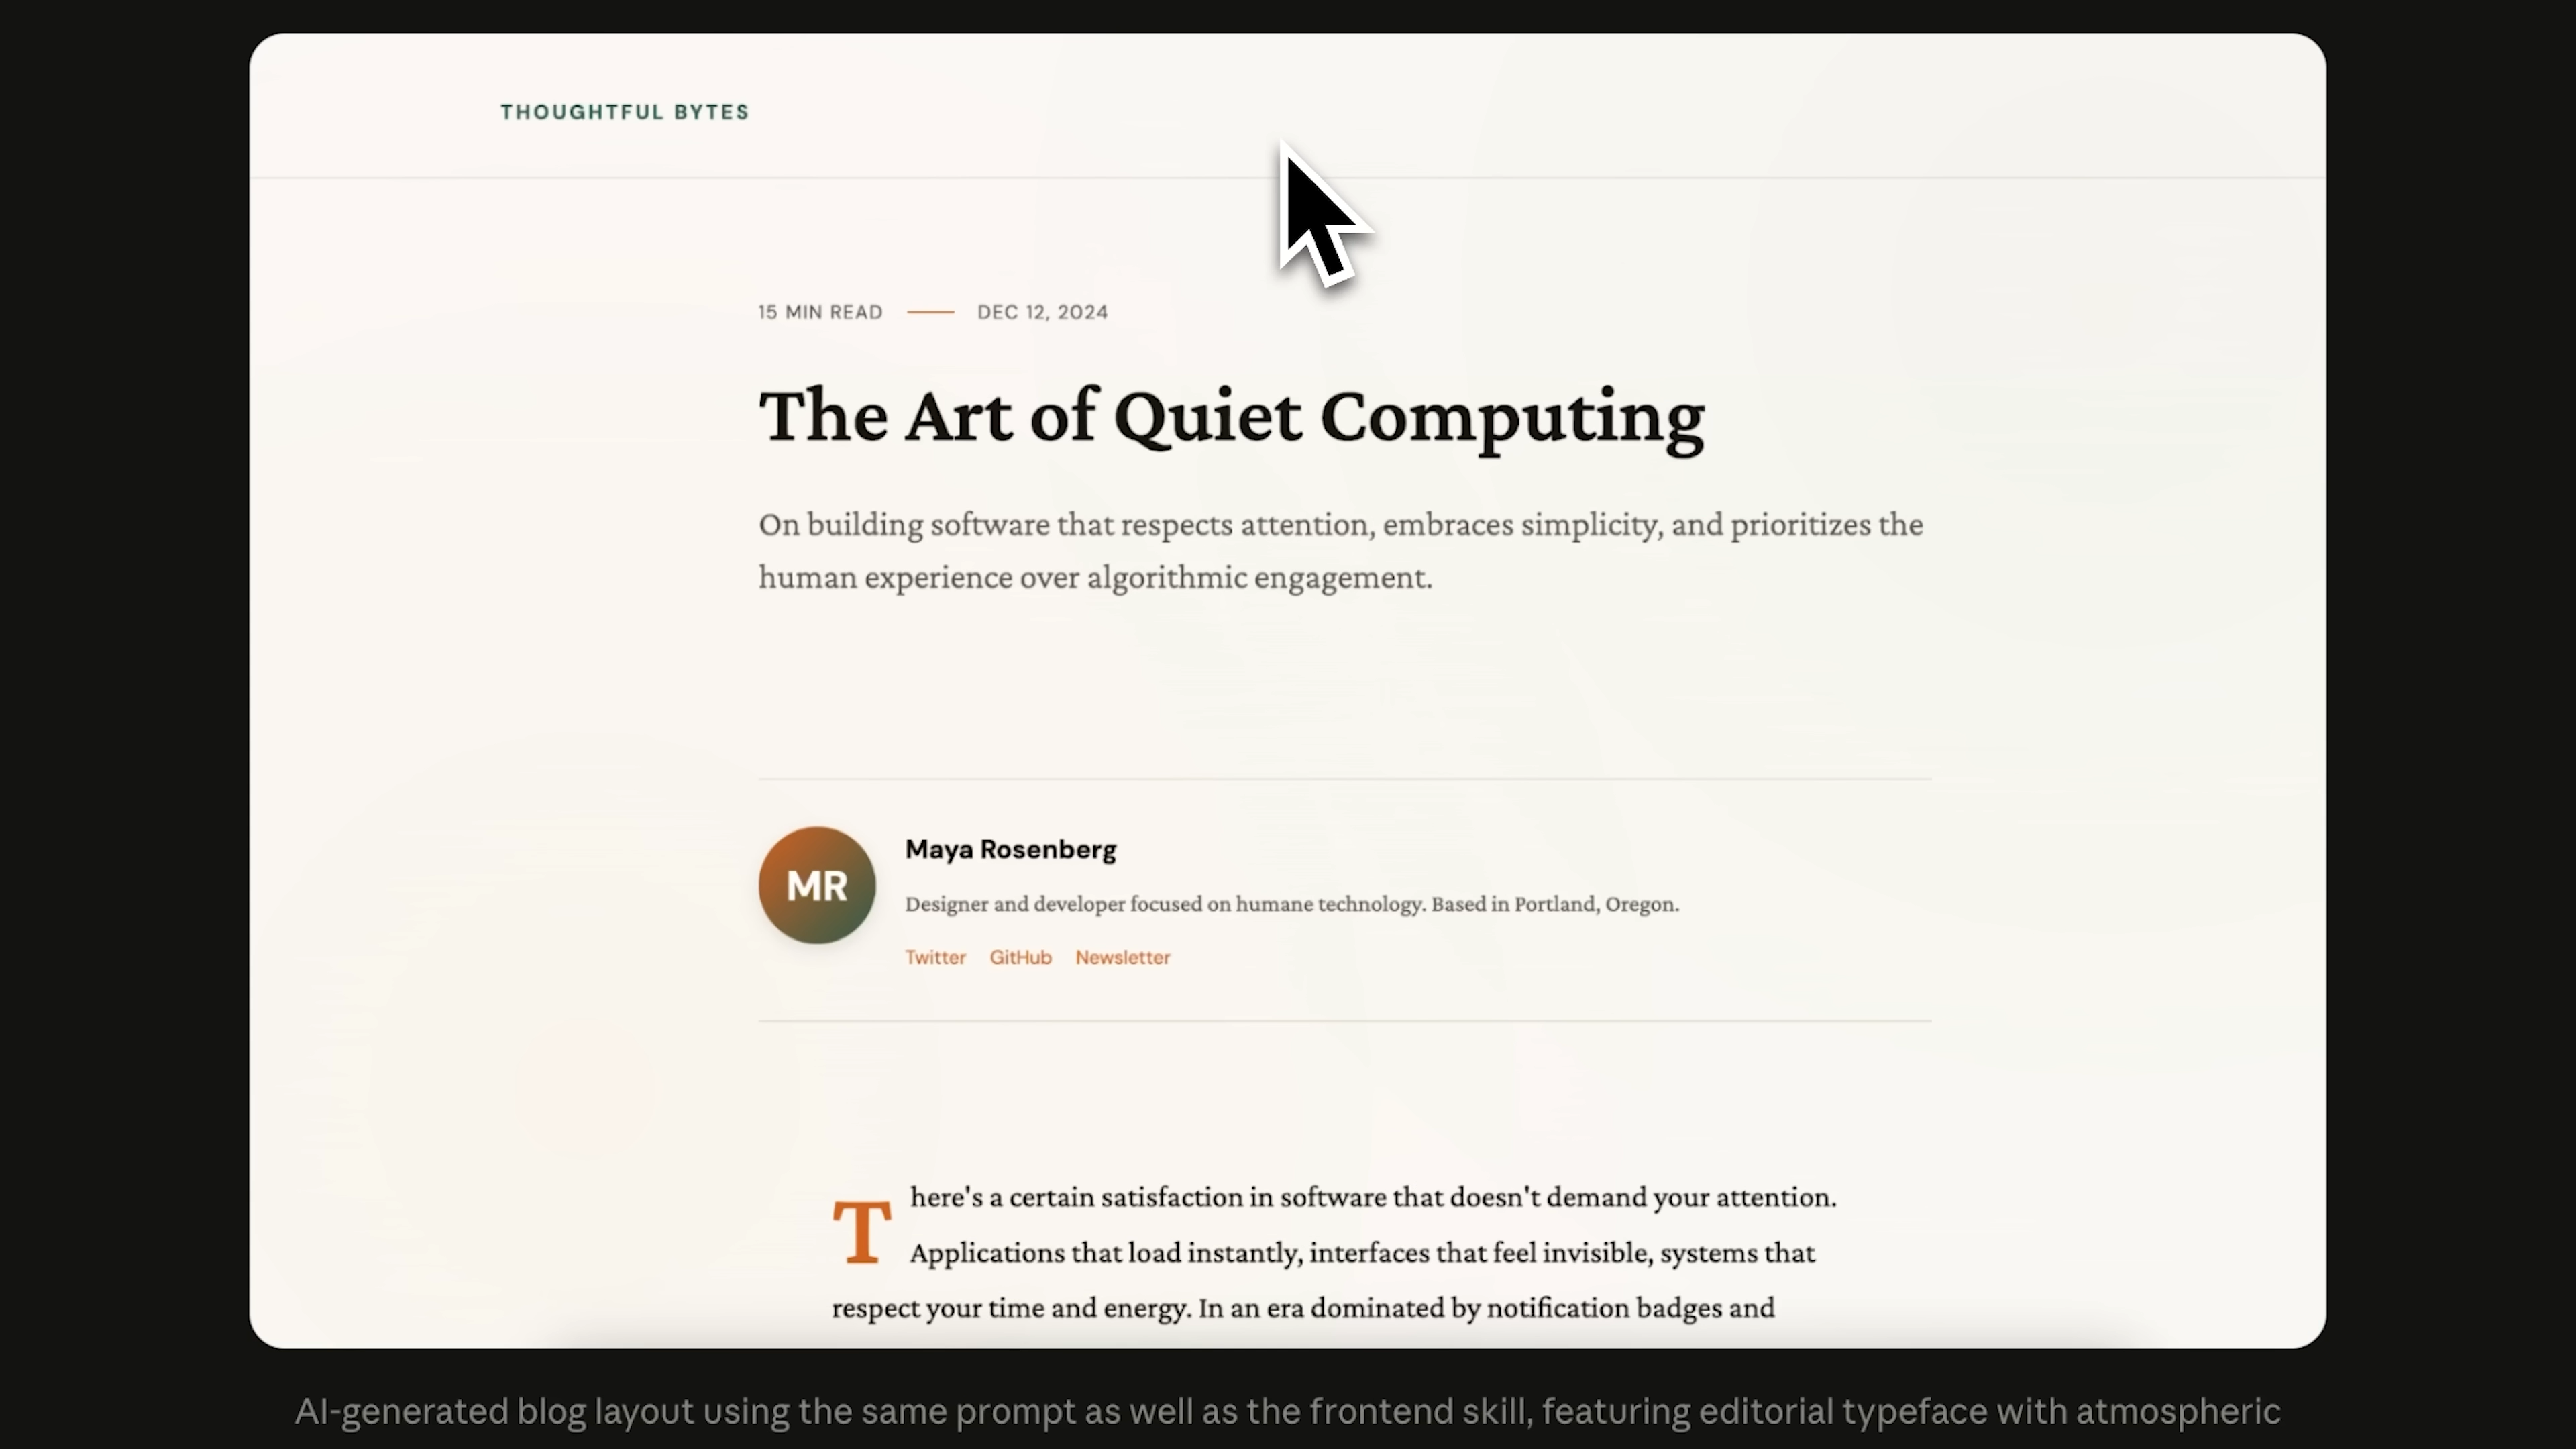 THOUGHTFUL BYTES
15 MIN READ — DEC 12, 2024
The Art of Quiet Computing
On building software that respects attention, embraces simplicity, and prioritizes the
human experience over algorithmic engagement.
MR
Maya Rosenberg
Designer and developer focused on humane technology. Based in Portland, Oregon.
Twitter GitHub Newsletter
There's a certain satisfaction in software that doesn't demand your attention.
Applications that load instantly, interfaces that feel invisible, systems that
respect your time and energy. In an era dominated by notification badges and
AI-generated blog layout using the same prompt as well as the frontend skill, featuring editorial typeface with atmospheric